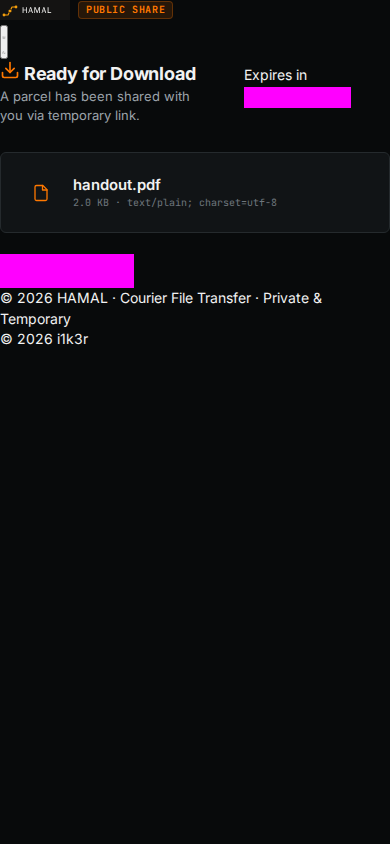 HAMAL
PUBLIC SHARE
Ready for Download
A parcel has been shared with
you via temporary link.
Expires in
handout.pdf
2.0 KB · text/plain; charset=utf-8
© 2026 HAMAL · Courier File Transfer · Private &
Temporary
© 2026 i1k3r